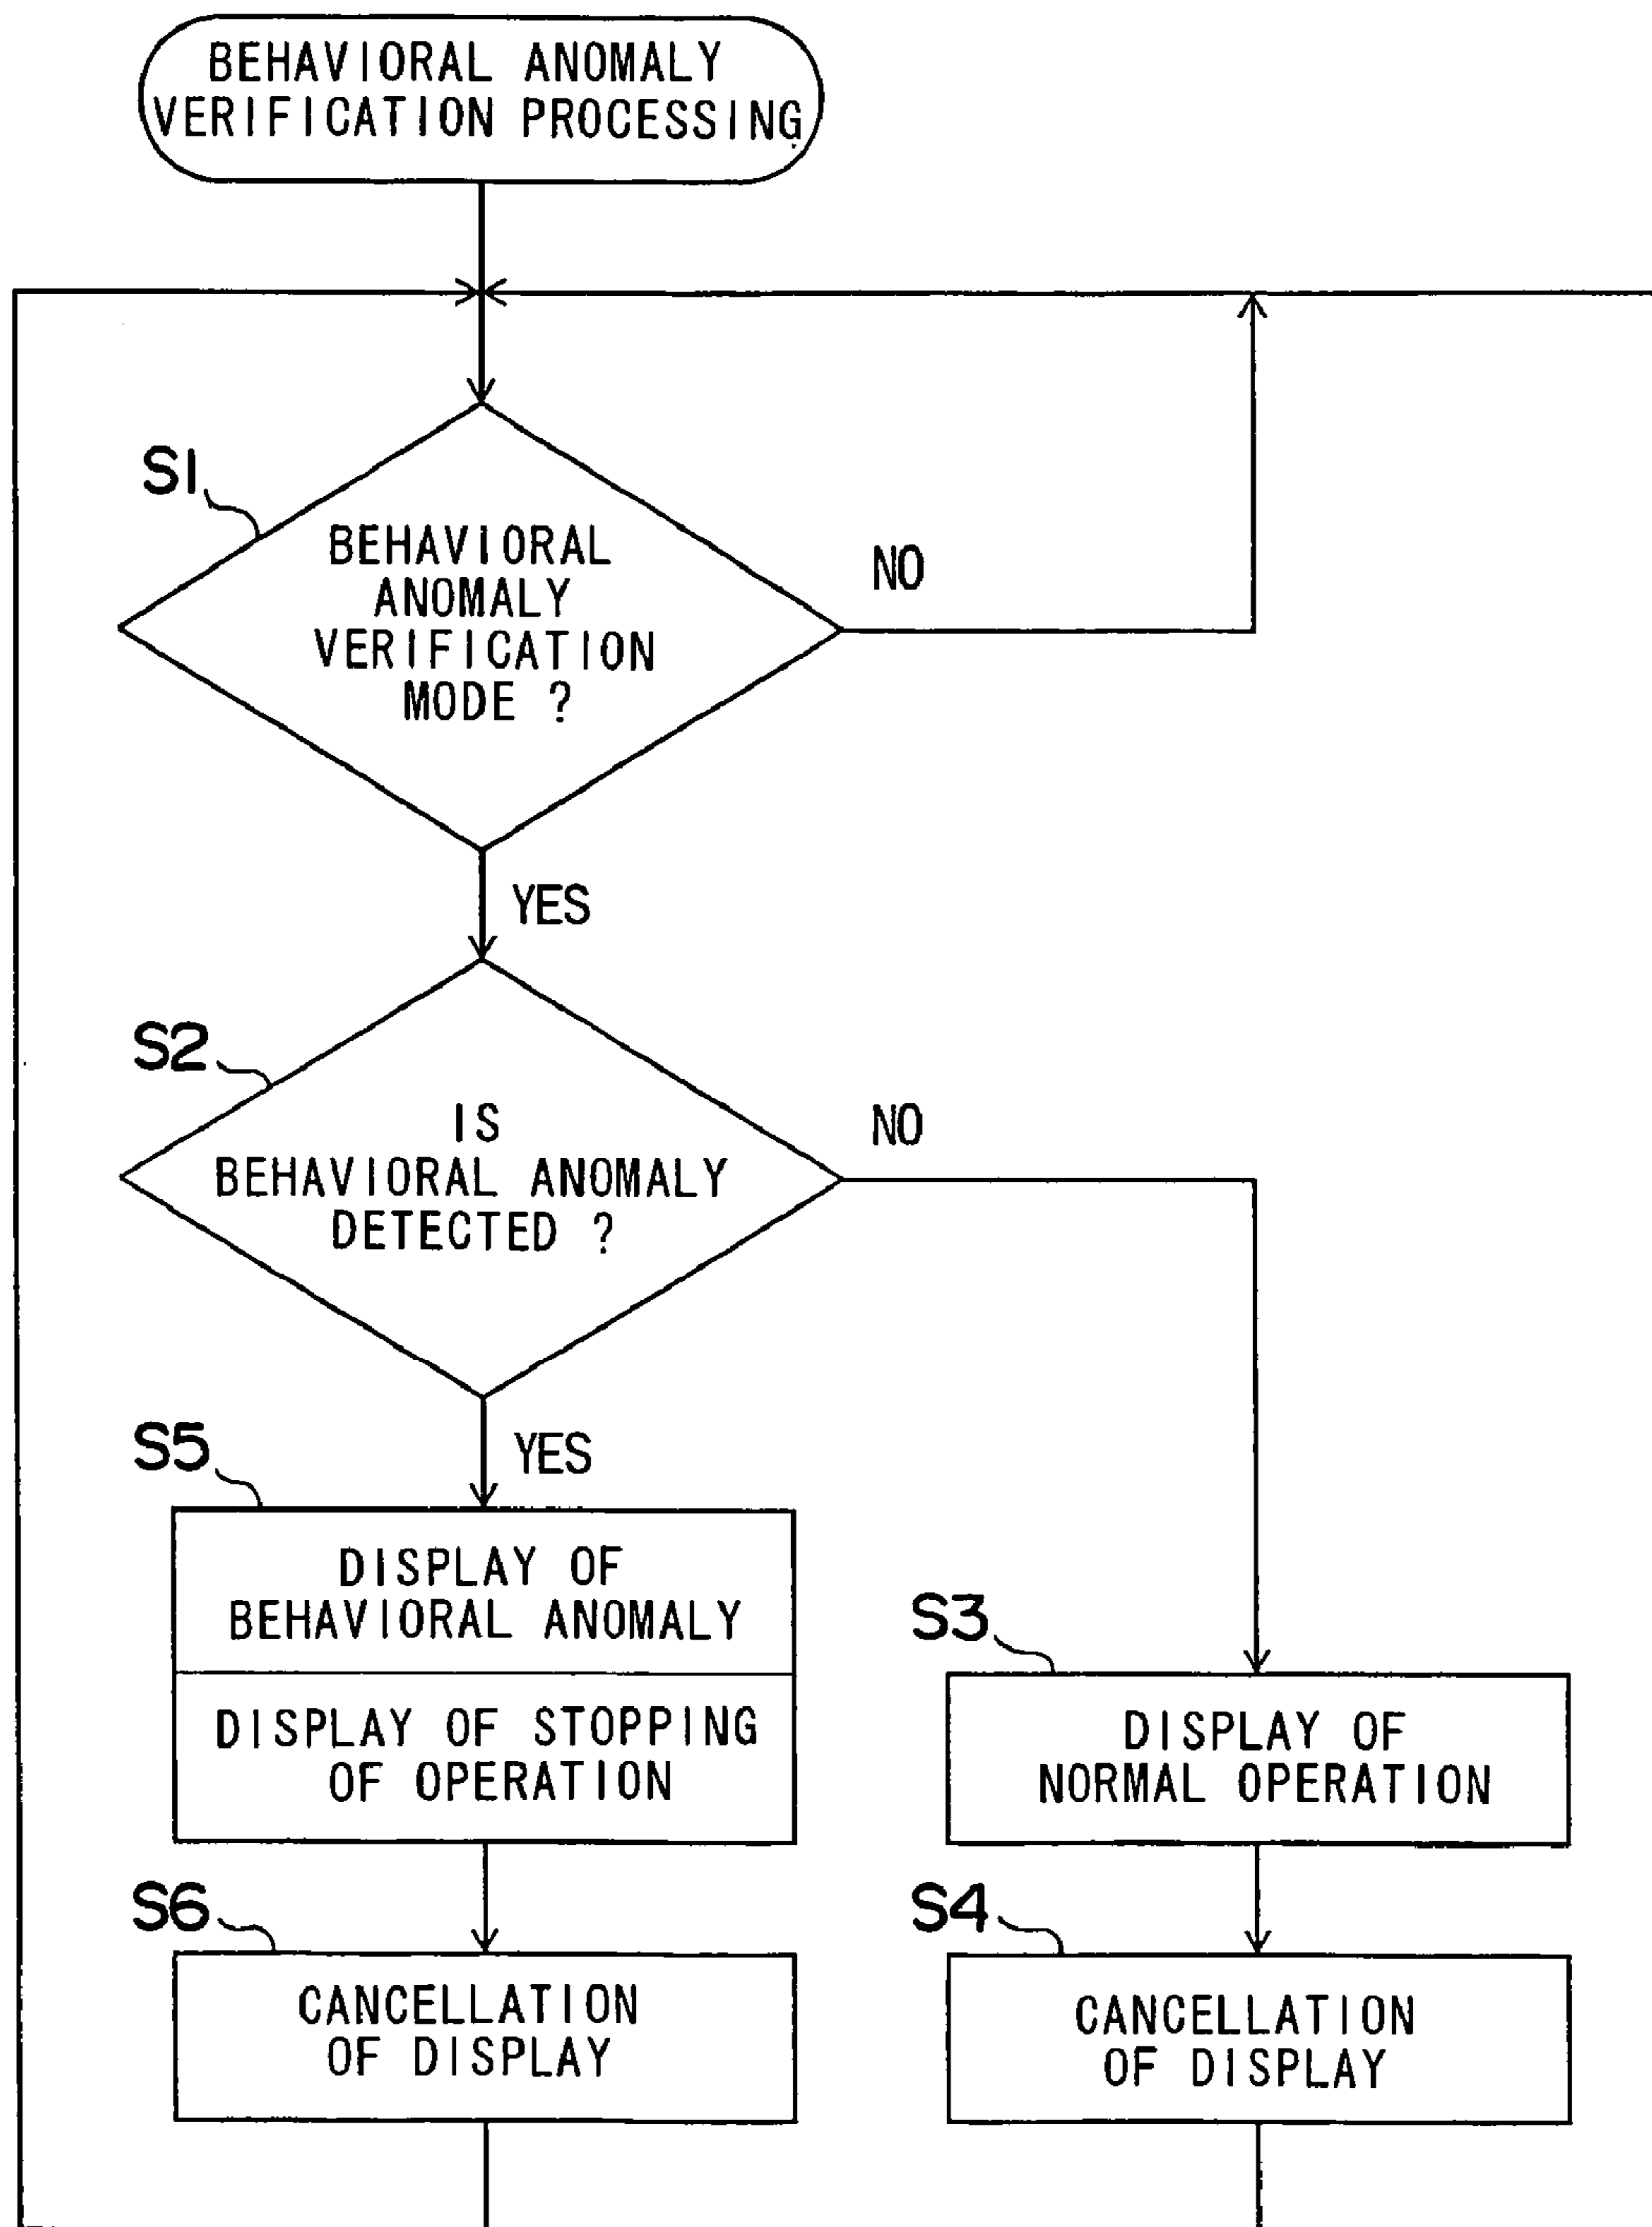 BEHAVIORAL ANOMALY
VERIFICATION PROCESSING
S1
BEHAVIORAL
ANOMALY
VERIFICATION
MODE ?
NO
YES
S2
IS
BEHAVIORAL ANOMALY
DETECTED ?
NO
YES
S5
DISPLAY OF
BEHAVIORAL ANOMALY
DISPLAY OF STOPPING
OF OPERATION
S3
DISPLAY OF
NORMAL OPERATION
S6
CANCELLATION
OF DISPLAY
S4
CANCELLATION
OF DISPLAY